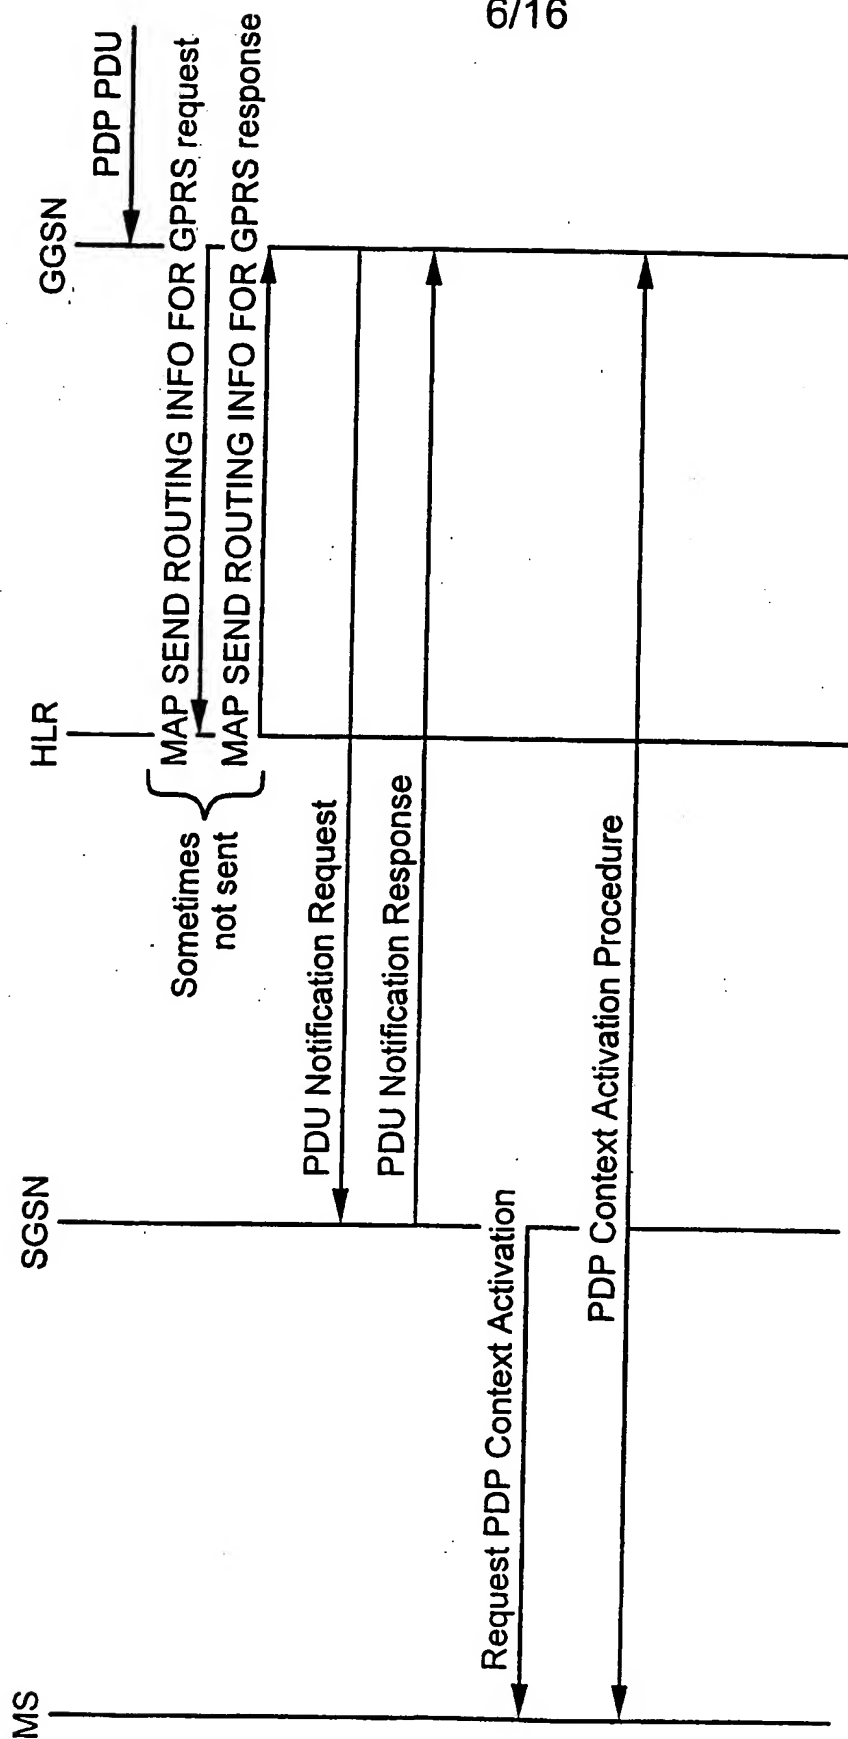 6/16
MS
SGSN
HLR
GGSN
PDP PDU
MAP SEND ROUTING INFO FOR GPRS request
MAP SEND ROUTING INFO FOR GPRS response
Sometimes
not sent
PDU Notification Request
PDU Notification Response
Request PDP Context Activation
PDP Context Activation Procedure